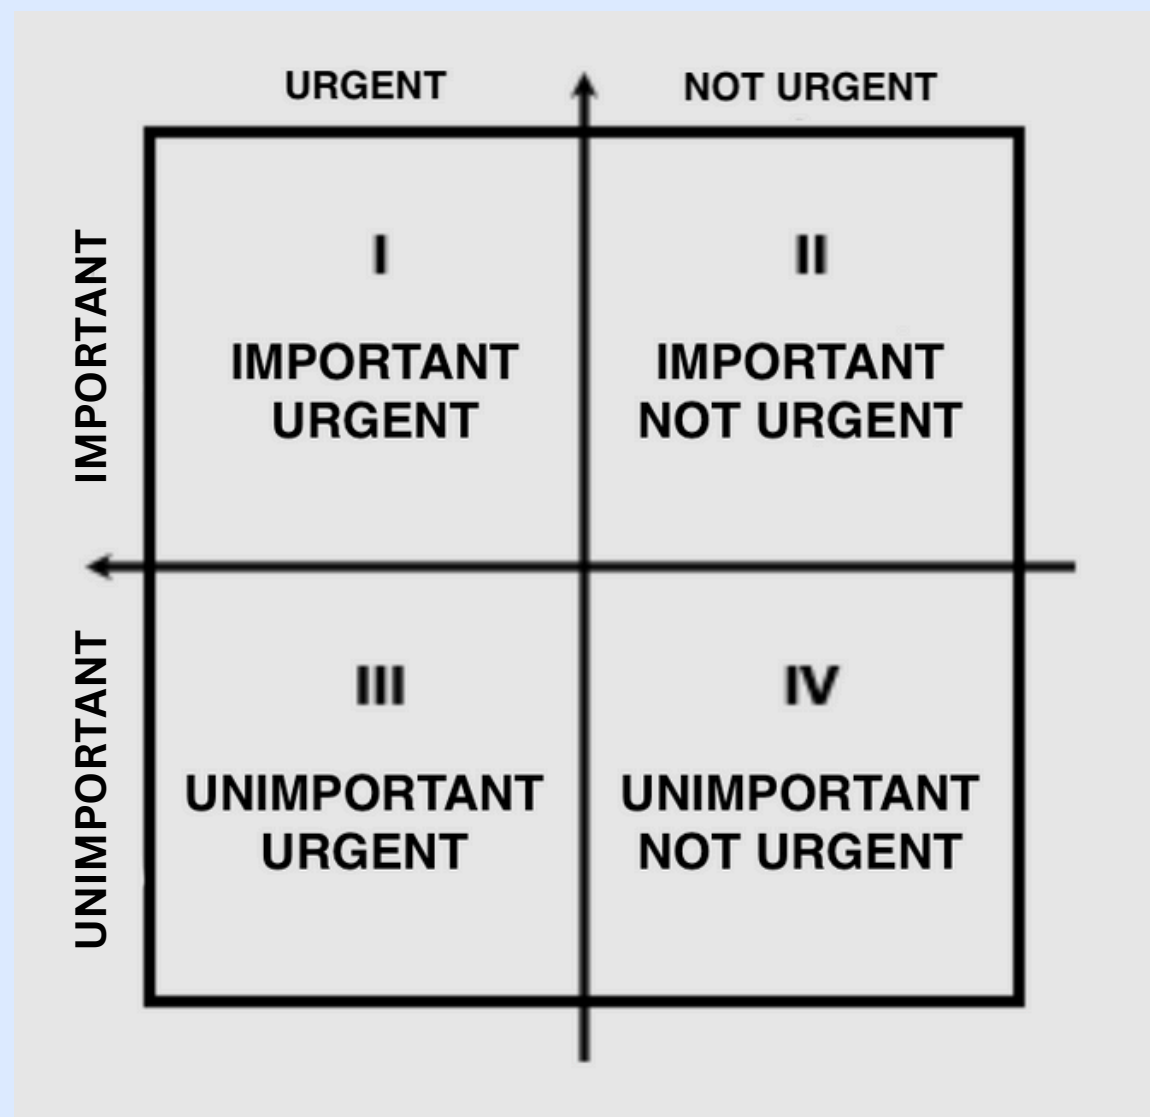 URGENT
NOT URGENT
IMPORTANT
I
IMPORTANT
URGENT
II
IMPORTANT
NOT URGENT
UNIMPORTANT
III
UNIMPORTANT
URGENT
IV
UNIMPORTANT
NOT URGENT